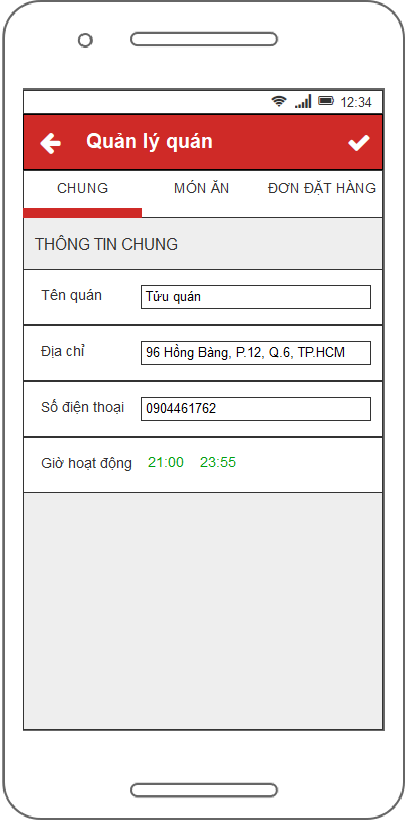 12:34
Quản lý quán
CHUNG MÓN ĂN ĐƠN ĐẶT HÀNG
THÔNG TIN CHUNG
Tên quán Tửu quán
Địa chỉ 96 Hồng Bàng, P.12, Q.6, TP.HCM
Số điện thoại 0904461762
Giờ hoạt động 21:00 23:55